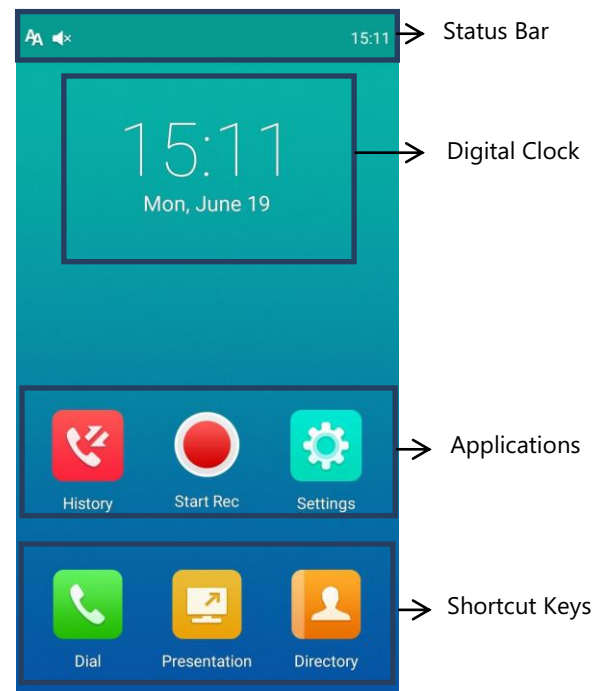 AA
15:11
Status Bar
15:11
Mon, June 19
Digital Clock
History
Start Rec
Settings
Applications
Dial
Presentation
Directory
Shortcut Keys